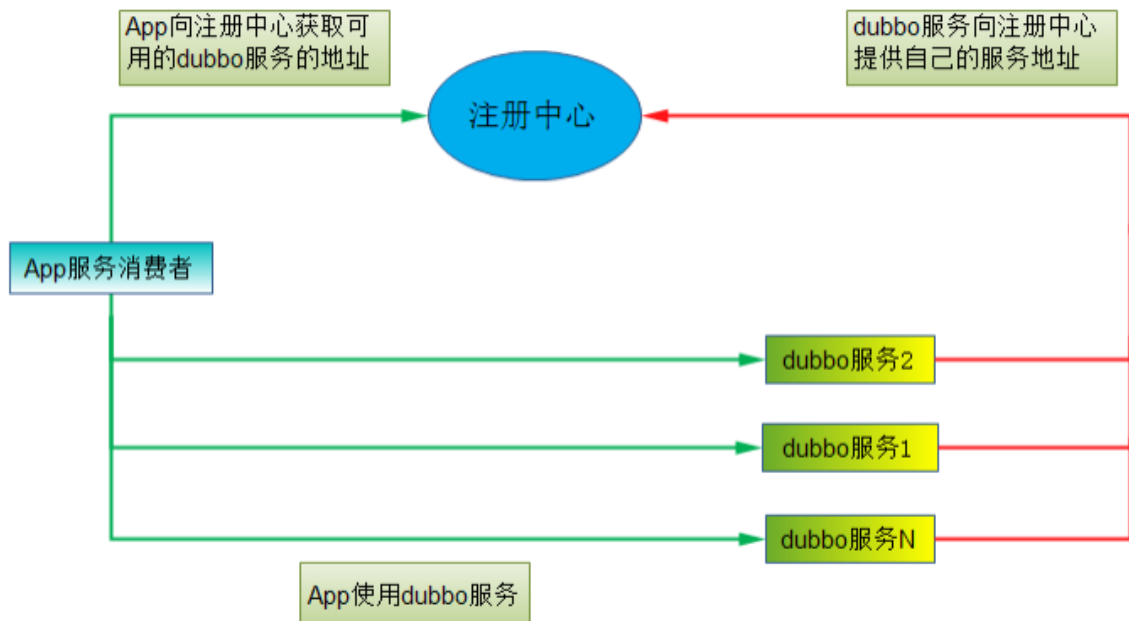 App向注册中心获取可
用的dubbo服务的地址
dubbo服务向注册中心
提供自己的服务地址
注册中心
App服务消费者
dubbo服务2
dubbo服务1
dubbo服务N
App使用dubbo服务